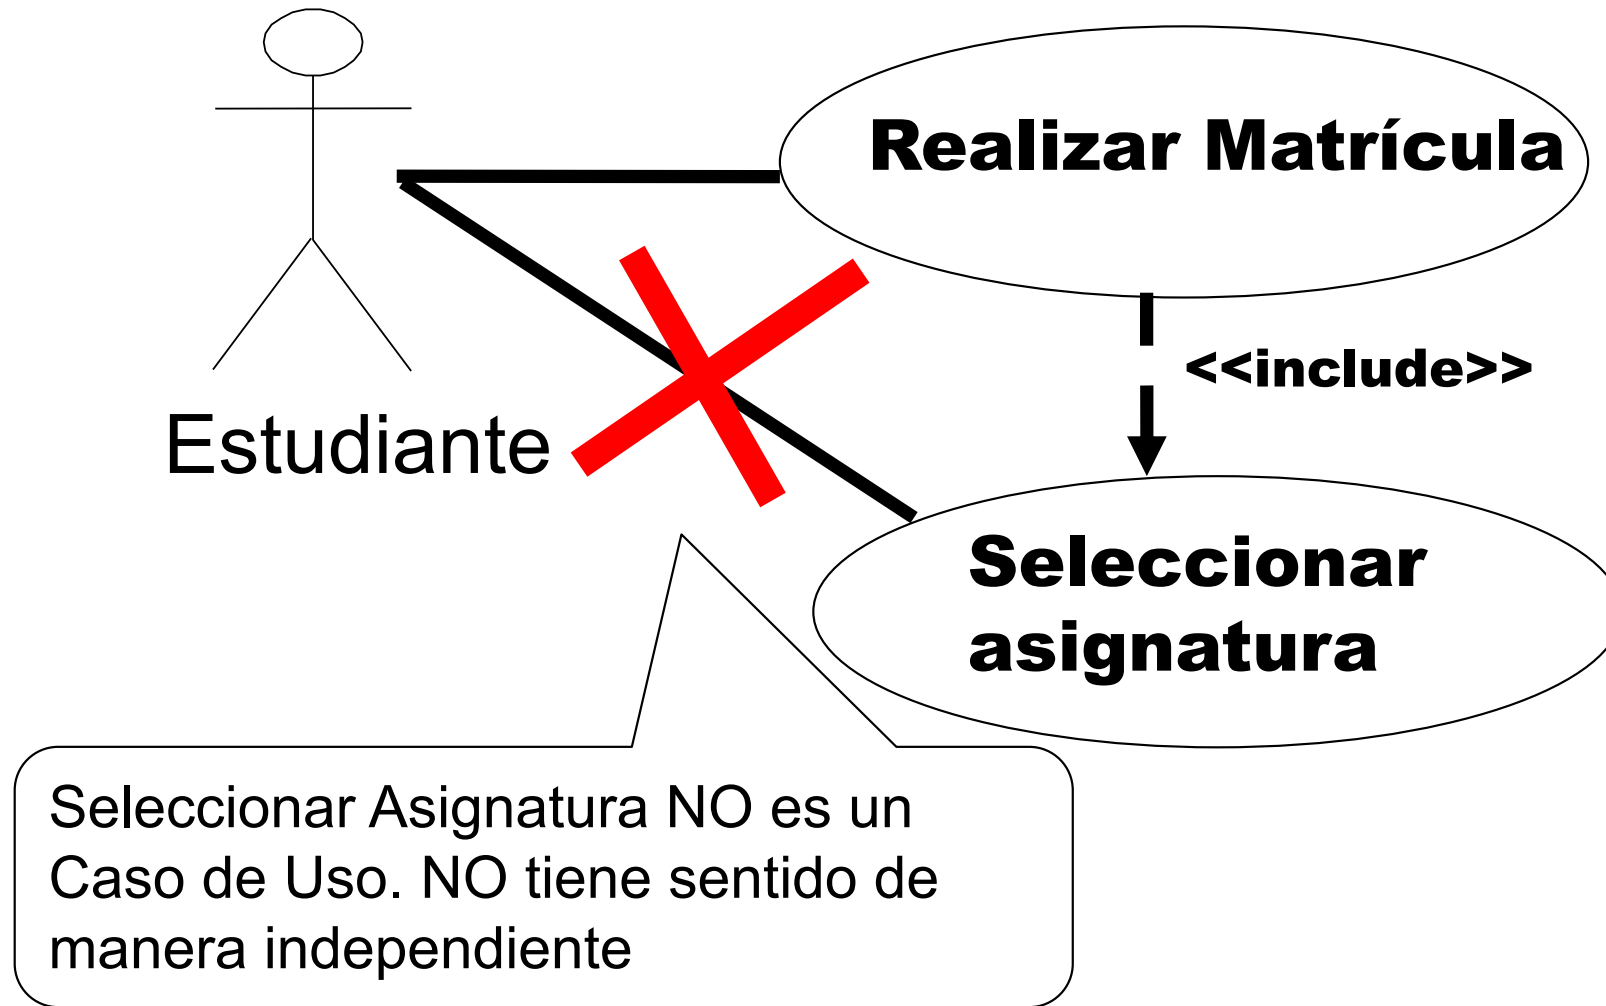 Realizar Matrícula
<<include>>
Estudiante
Seleccionar
asignatura
Seleccionar Asignatura NO es un
Caso de Uso. NO tiene sentido de
manera independiente